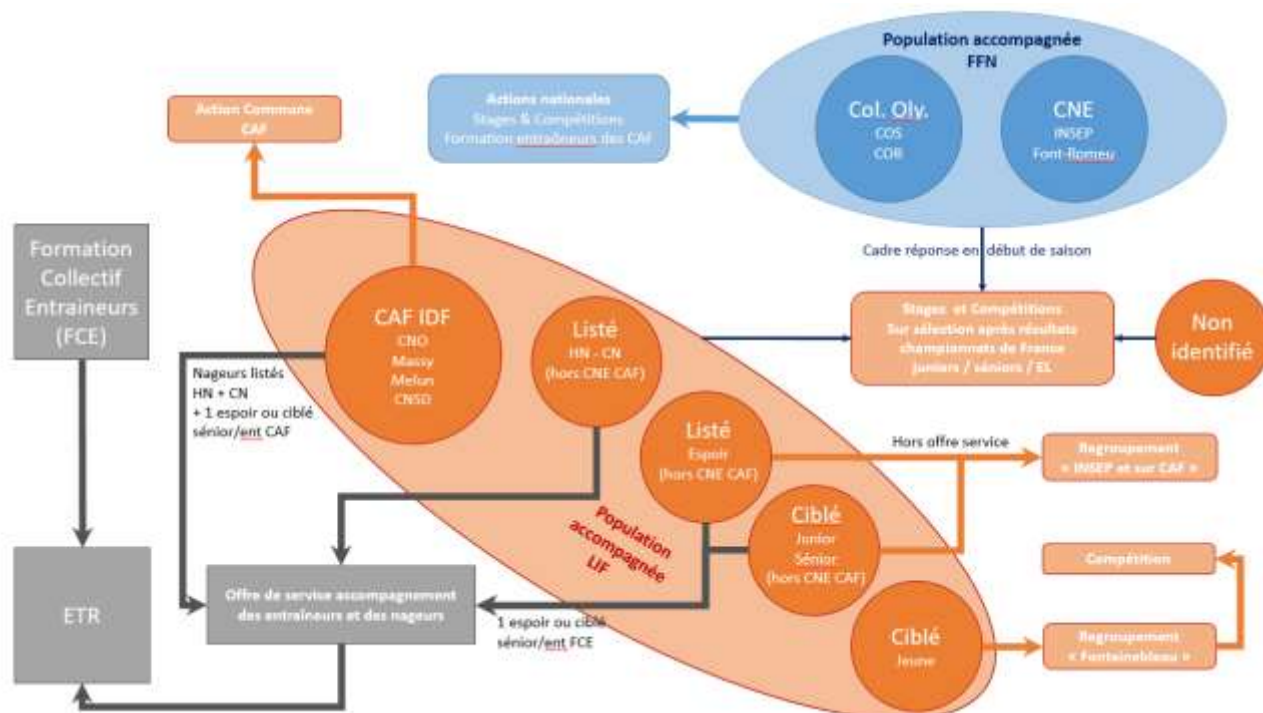 Population accompagnée
FFN
Col. Oly.
COS
COB
CNE
INSEP
Font-Romeu
Actions nationales
Stages & Compétitions
Formation entraôneurs des CAF
Action Commune
CAF
Cadre réponse en début de saison
Formation
Collectif
Entraineurs
(FCE)
CAF IDF
CNO
Massy
Melun
CNSD
Listé
HN - CN
(hors CNE CAF)
Stages et Compétitions
Sur sélection après résultats
championnats de France
juniers / séniors / EL
Non
identifié
Nageurs listés
HN + CN
+ 1 espoir ou ciblé
sénior/ent CAF
Listé
Espoir
(hors CNE CAF)
Hors offre service
Regroupement
« INSEP et sur CAF »
Population
accompagnée
LIF
Ciblé
Junior
Sénior
(hors CNE CAF)
Compétition
ETR
Offre de service accompagnement
des entraîneurs et des nageurs
1 espoir ou ciblé
sénior/ent FCE
Ciblé
Jeune
Regroupement
« Fontainebleau »